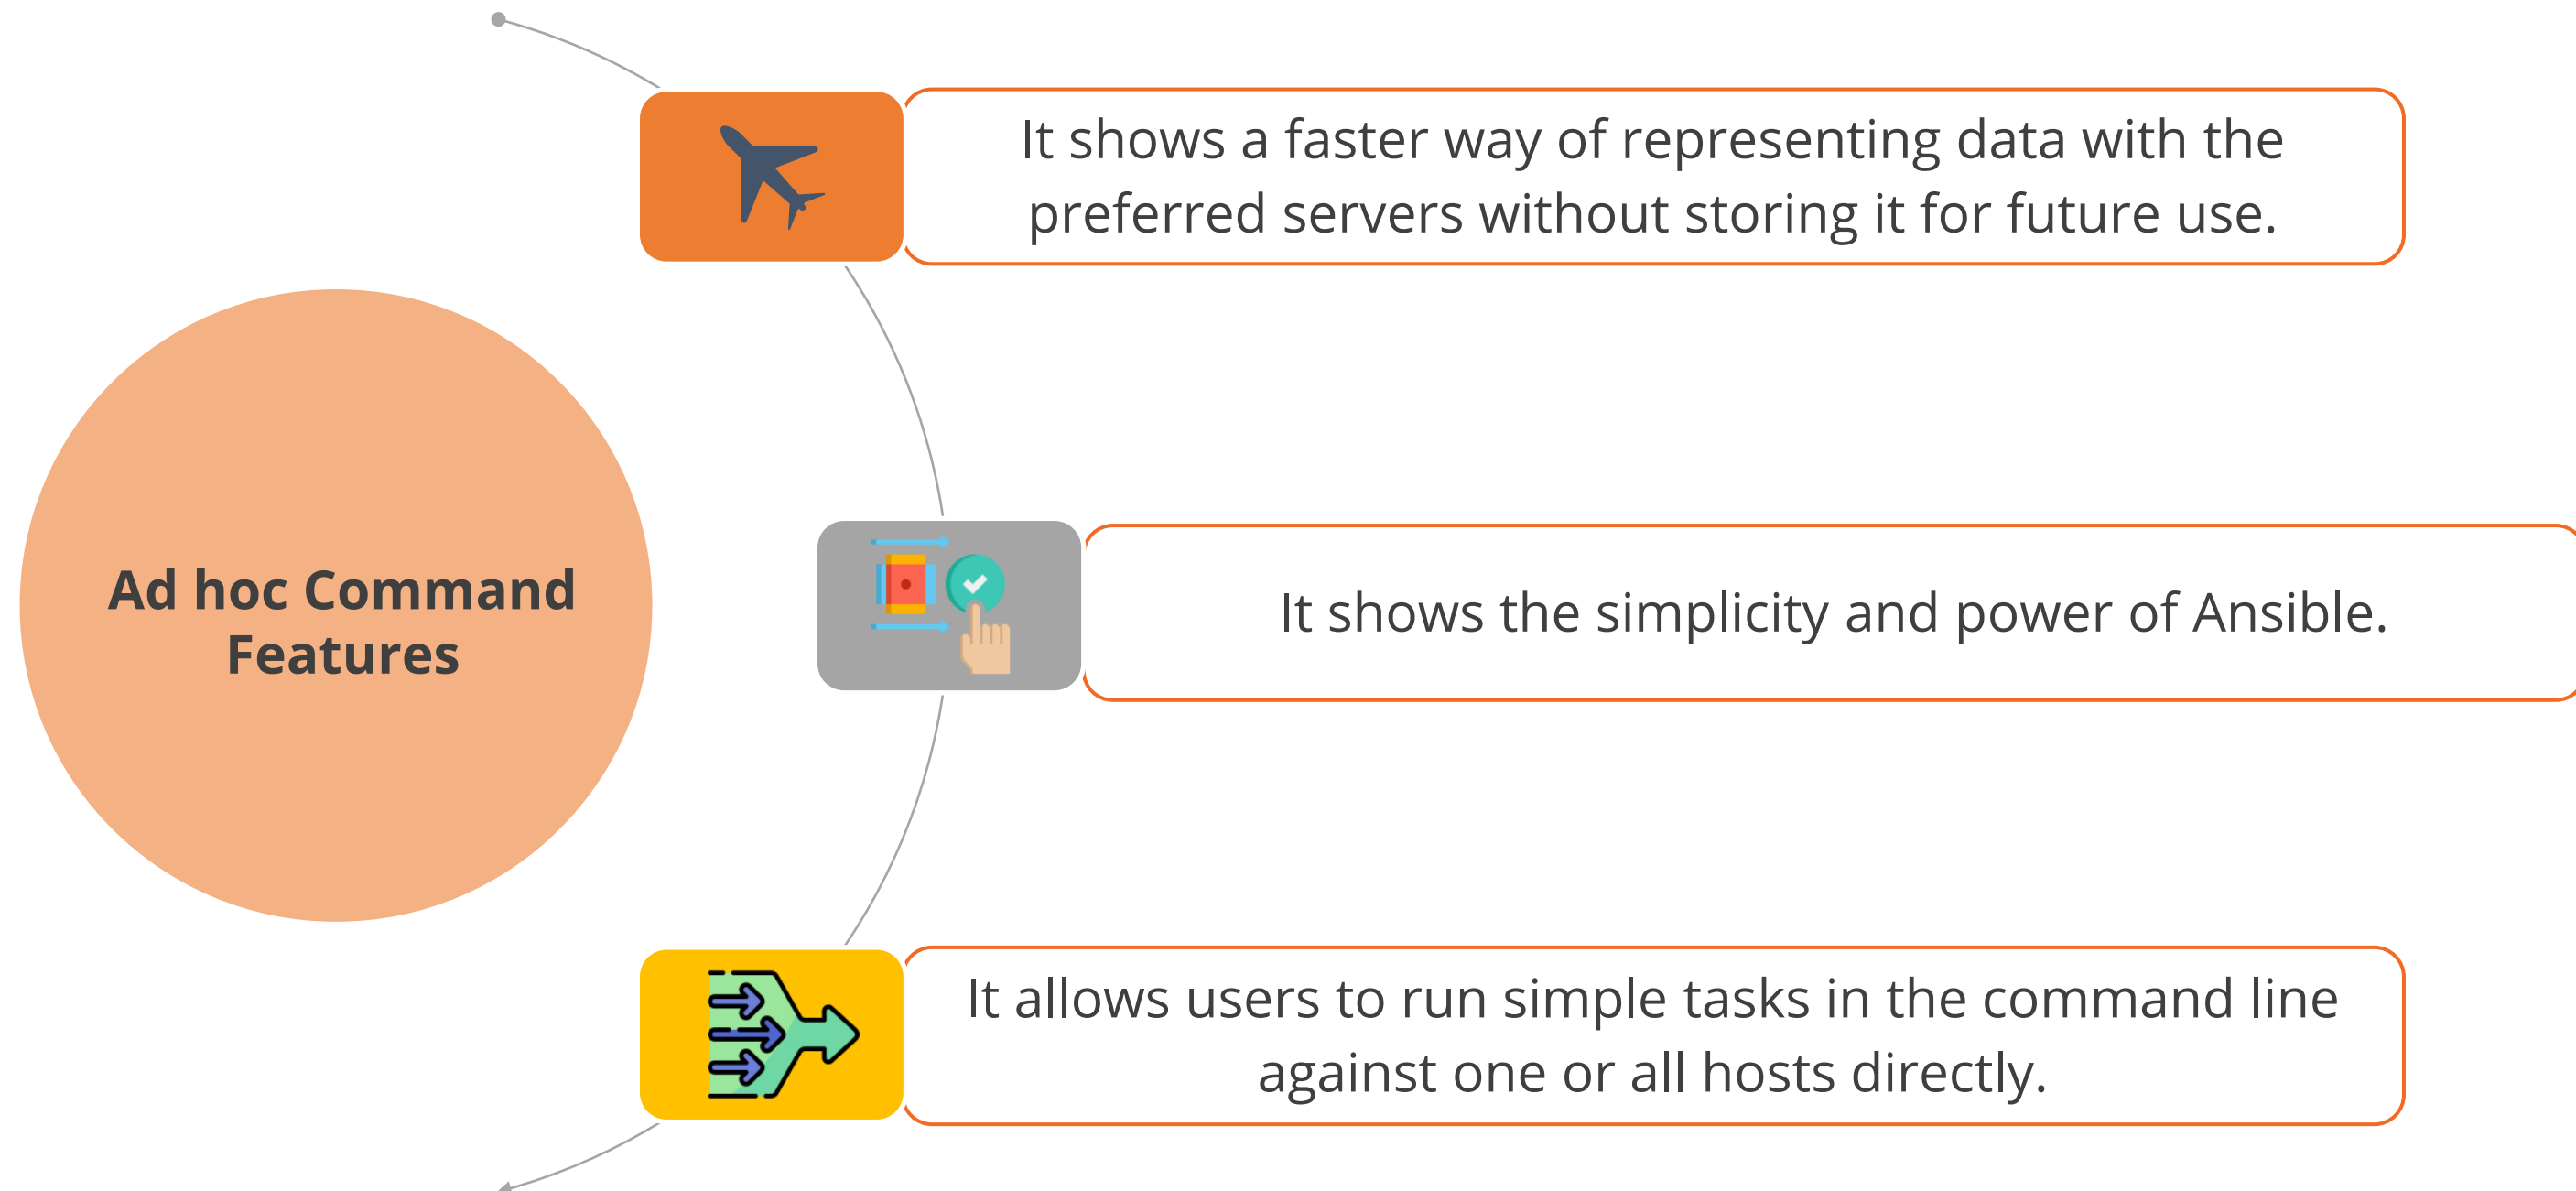 Ad hoc Command
Features
It shows a faster way of representing data with the
preferred servers without storing it for future use.
It shows the simplicity and power of Ansible.
It allows users to run simple tasks in the command line
against one or all hosts directly.